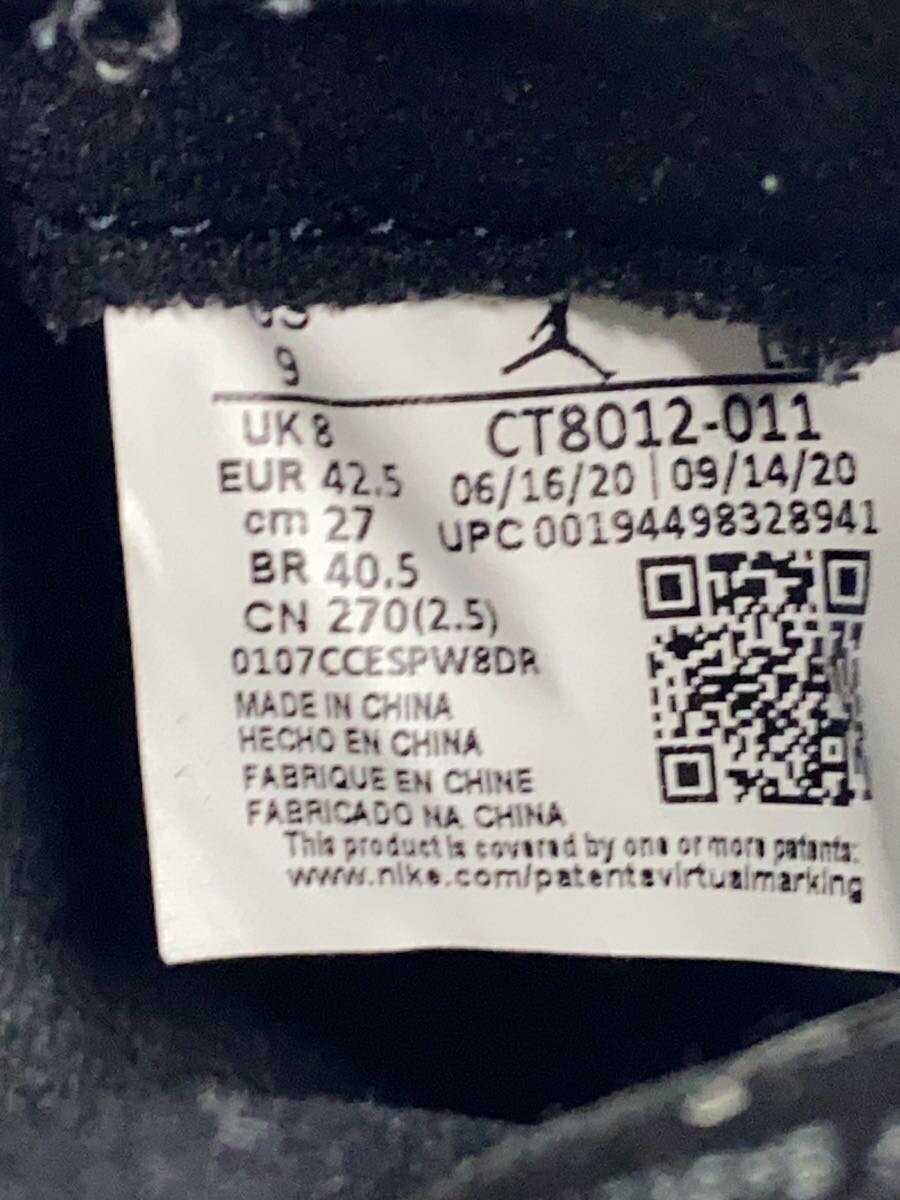 US
9
UK 8
EUR 42.5
cm 27
BR 40.5
CN 270(2.5)
0107CCESPW8DR
MADE IN CHINA
HECHO EN CHINA
FABRIQUE EN CHINE
FABRICADO NA CHINA
CT8012-011
06/16/20 | 09/14/20
UPC 00194498328941
This product is covered by one or more patents:
www.nike.com/patentsvirtualmarking